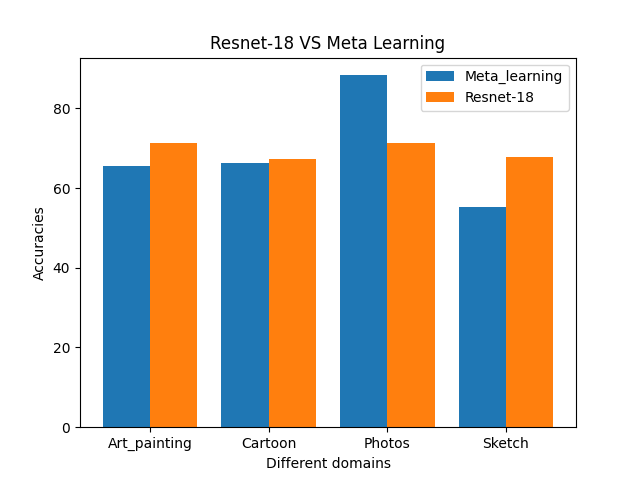 Resnet-18 VS Meta Learning
Meta_learning
Resnet-18
Accuracies
80
60
40
20
0
Art_painting Cartoon Photos Sketch
Different domains